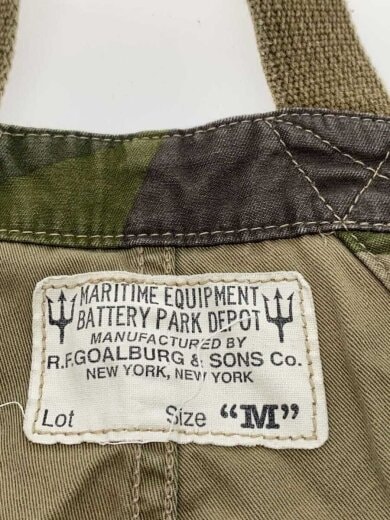 MARITIME EQUIPMENT
BATTERY PARK DEPOT
MANUFACTURED BY
R.F.GOALBURG & SONS Co.
NEW YORK, NEW YORK
Lot Size “M”